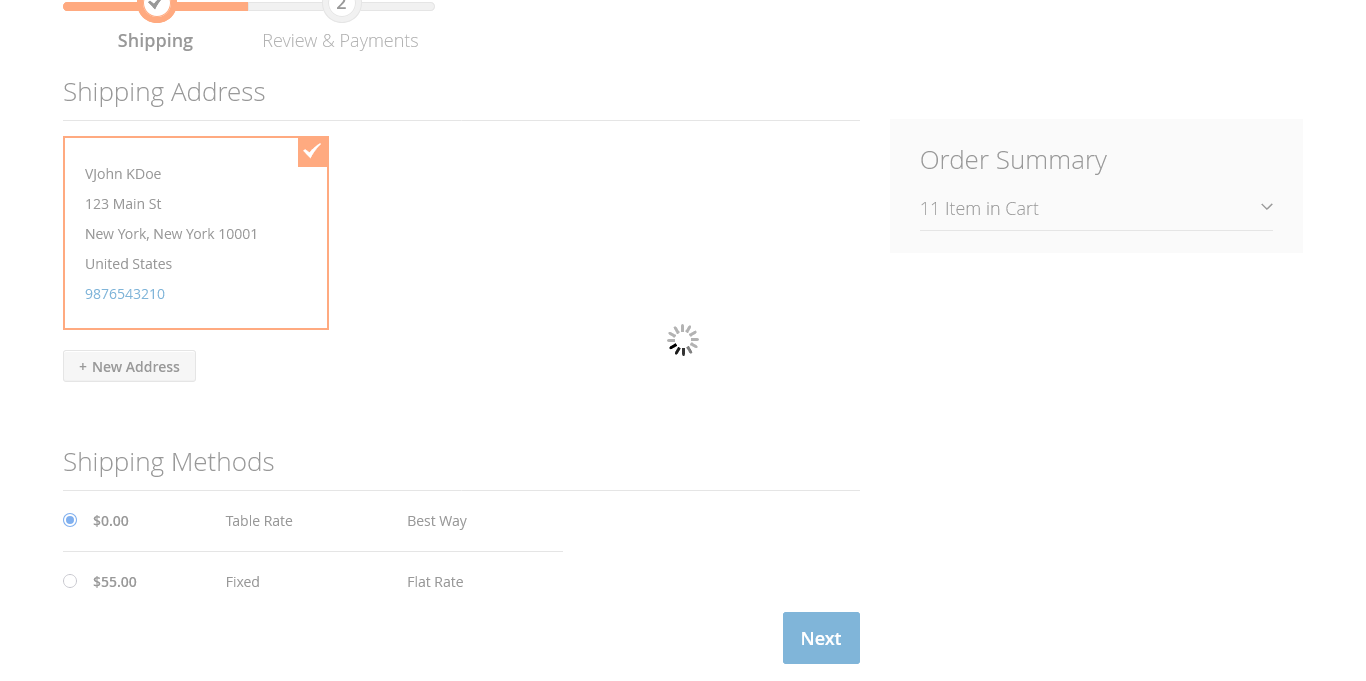 2
Shipping
Review & Payments
Shipping Address
VJohn KDoe
123 Main St
New York, New York 10001
United States
9876543210
+ New Address
Order Summary
11 Item in Cart
Shipping Methods
$0.00 Table Rate Best Way
$55.00 Fixed Flat Rate
Next